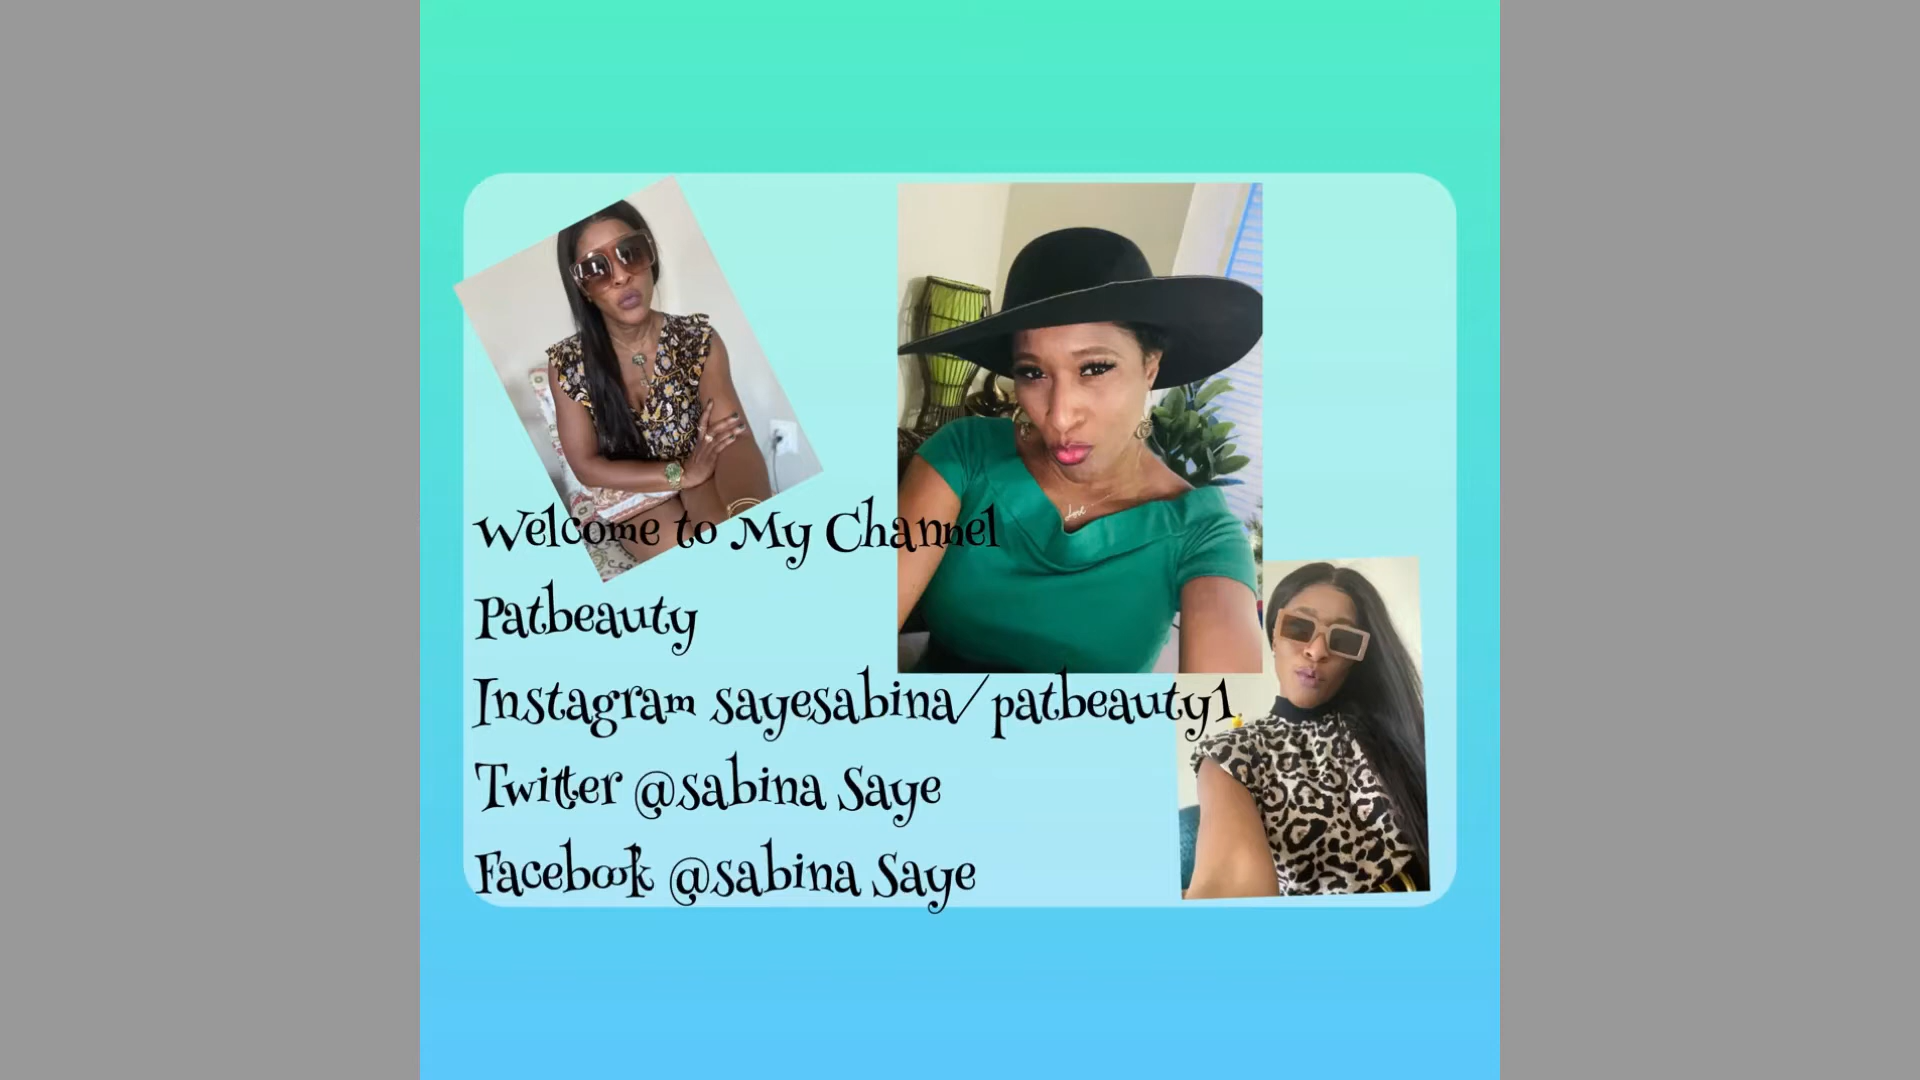 Welcome to My Channel
Patbeauty
Instagram sayesabina/patbeauty1
Twitter @sabina Saye
Facebook @sabina Saye